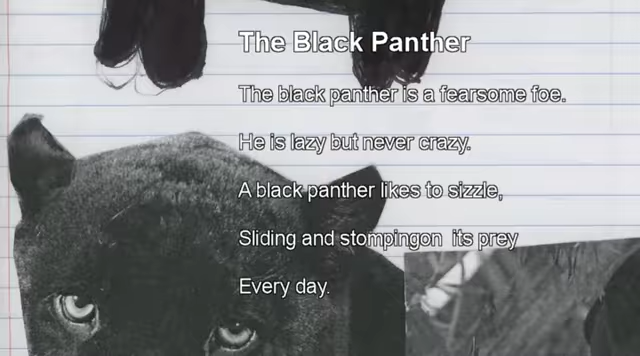 The Black Panther
The black panther is a fearsome foe.
He is lazy but never crazy.
A black panther likes to sizzle,
Sliding and stompingon its prey
Every day.